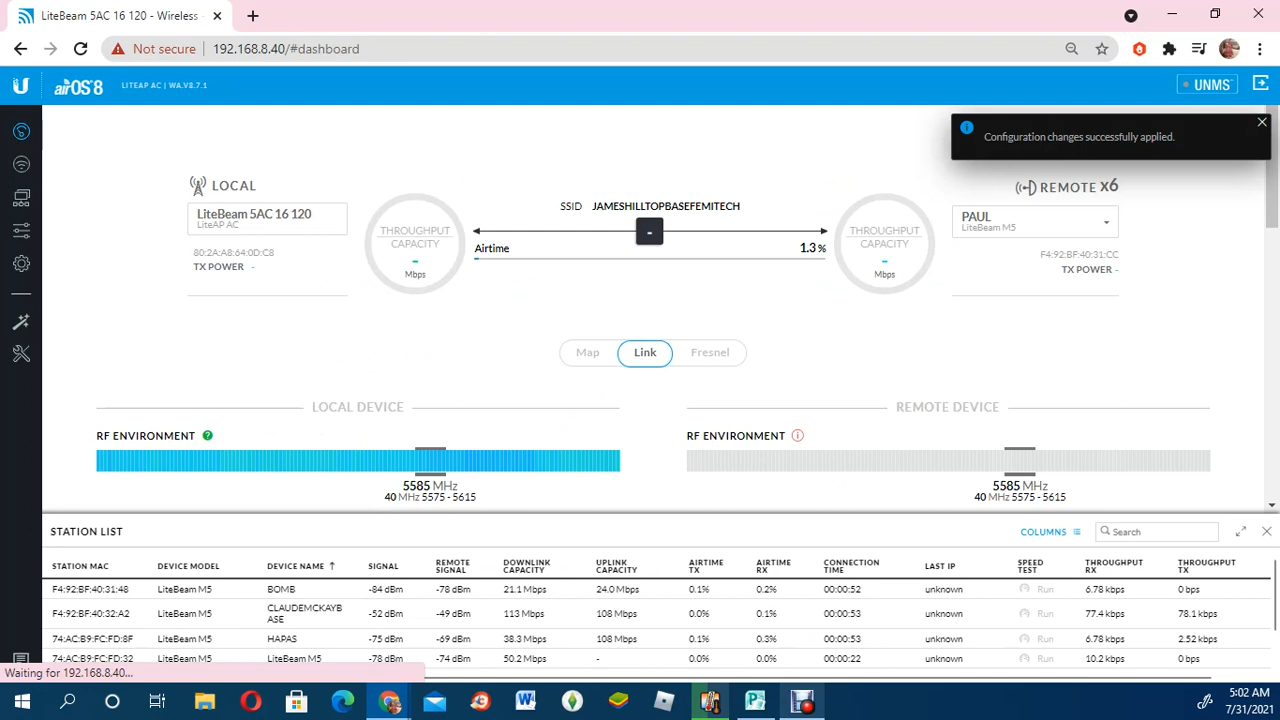 LiteBeam 5AC 16 120 - Wireless
Not secure
192.168.8.40/#dashboard
U
airOS 8
LITEAP AC | WA.V8.7.1
UNMS
Configuration changes successfully applied.
LOCAL
LiteBeam 5AC 16 120
LiteAP AC
80:2A:A8:64:0D:C8
TX POWER -
THROUGHPUT
CAPACITY
-
Mbps
SSID JAMESHILLTOPBASEFEMITECH
-
Airtime 1.3 %
THROUGHPUT
CAPACITY
-
Mbps
REMOTE x6
PAUL
LiteBeam M5
F4:92:BF:40:31:CC
TX POWER -
Map Link Fresnel
LOCAL DEVICE
RF ENVIRONMENT ?
5585 MHz
40 MHz 5575 - 5615
REMOTE DEVICE
RF ENVIRONMENT
5585 MHz
40 MHz 5575 - 5615
STATION LIST
COLUMNS
Search
STATION MAC DEVICE MODEL DEVICE NAME ↑ SIGNAL REMOTE SIGNAL DOWNLINK CAPACITY UPLINK CAPACITY AIRTIME TX AIRTIME RX CONNECTION TIME LAST IP SPEED TEST THROUGHPUT RX THROUGHPUT TX
F4:92:BF:40:31:48 LiteBeam M5 BOMB -84 dBm -78 dBm 21.1 Mbps 24.0 Mbps 0.1% 0.2% 00:00:52 unknown Run 6.78 kbps 0 bps
F4:92:BF:40:32:A2 LiteBeam M5 CLAUDEMCKAYBASE -52 dBm -49 dBm 113 Mbps 108 Mbps 0.0% 0.1% 00:00:53 unknown Run 77.4 kbps 78.1 kbps
74:AC:B9:FC:FD:8F LiteBeam M5 HAPAS -75 dBm -69 dBm 38.3 Mbps 108 Mbps 0.1% 0.3% 00:00:53 unknown Run 6.78 kbps 2.52 kbps
74:AC:B9:FC:FD:32 LiteBeam M5 LiteBeam M5 -78 dBm -74 dBm 50.2 Mbps - 0.0% 0.0% 00:00:22 unknown Run 10.2 kbps 0 bps
Waiting for 192.168.8.40...
5:02 AM
7/31/2021